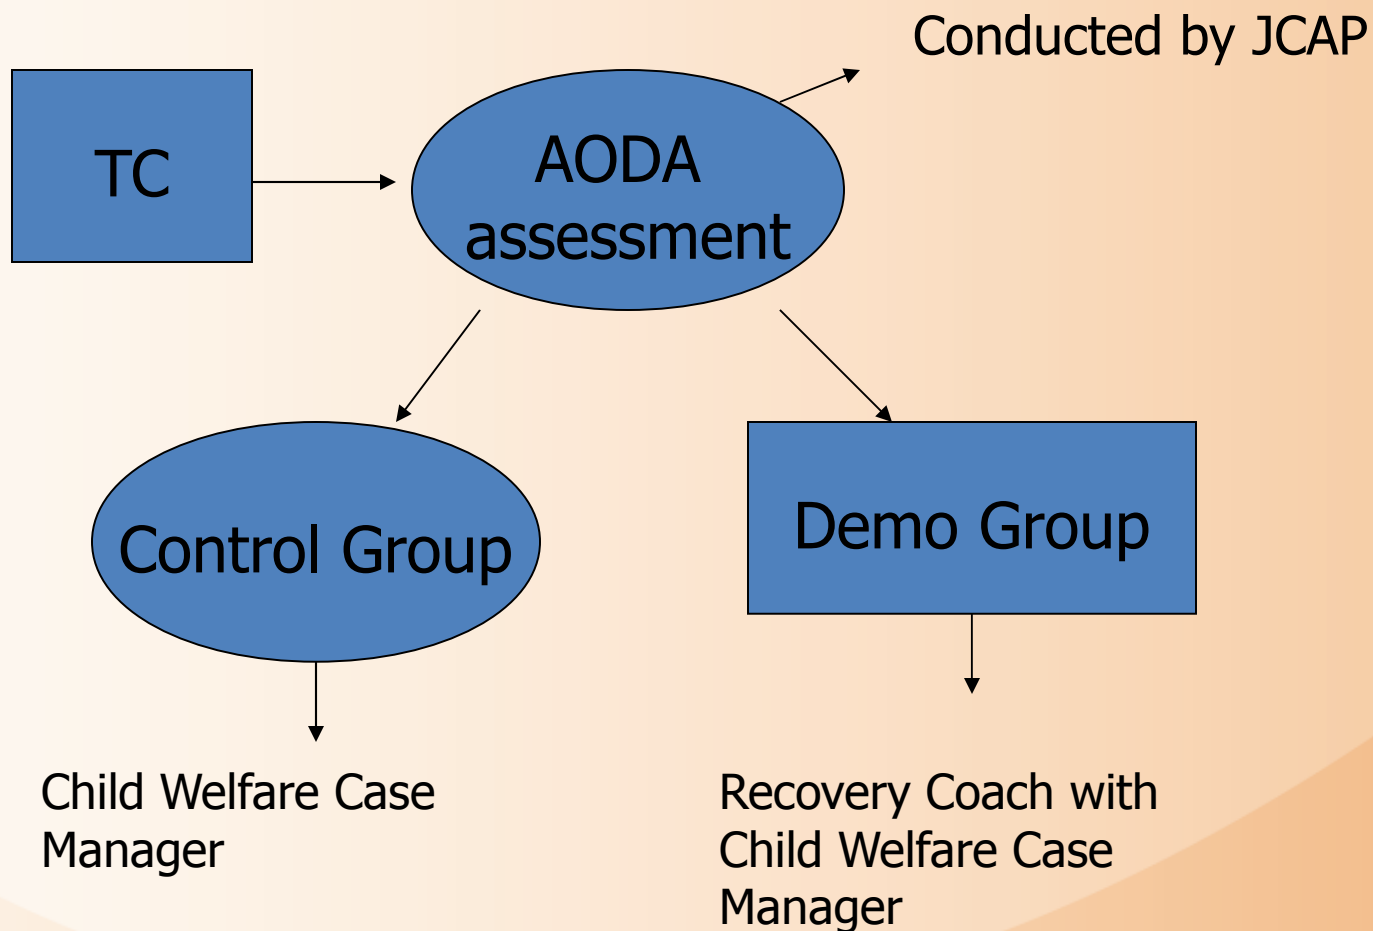 Conducted by JCAP
TC
AODA
assessment
Control Group
Demo Group
Child Welfare Case
Manager
Recovery Coach with
Child Welfare Case
Manager